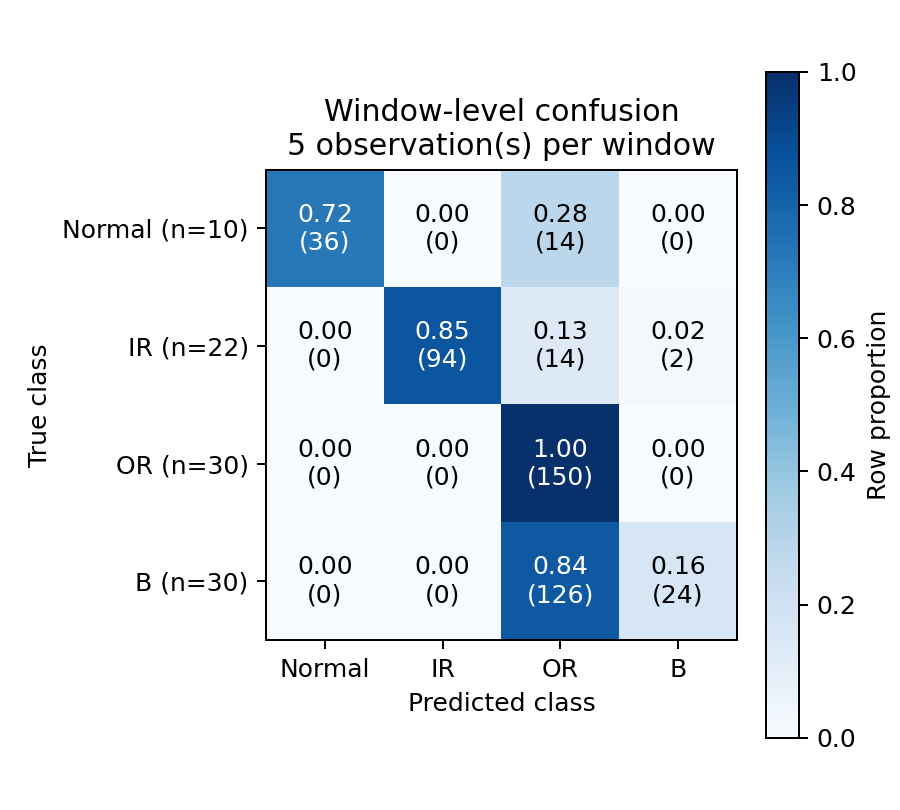 Window-level confusion
5 observation(s) per window
Normal (n=10)
0.72 0.00 0.28 0.00
(36) (0) (14) (0)
IR (n=22)
0.00 0.85 0.13 0.02
(0) (94) (14) (2)
OR (n=30)
0.00 0.00 1.00 0.00
(0) (0) (150) (0)
B (n=30)
0.00 0.00 0.84 0.16
(0) (0) (126) (24)
Normal IR OR B
Predicted class
True class
1.0
0.8
0.6
0.4
0.2
0.0
Row proportion